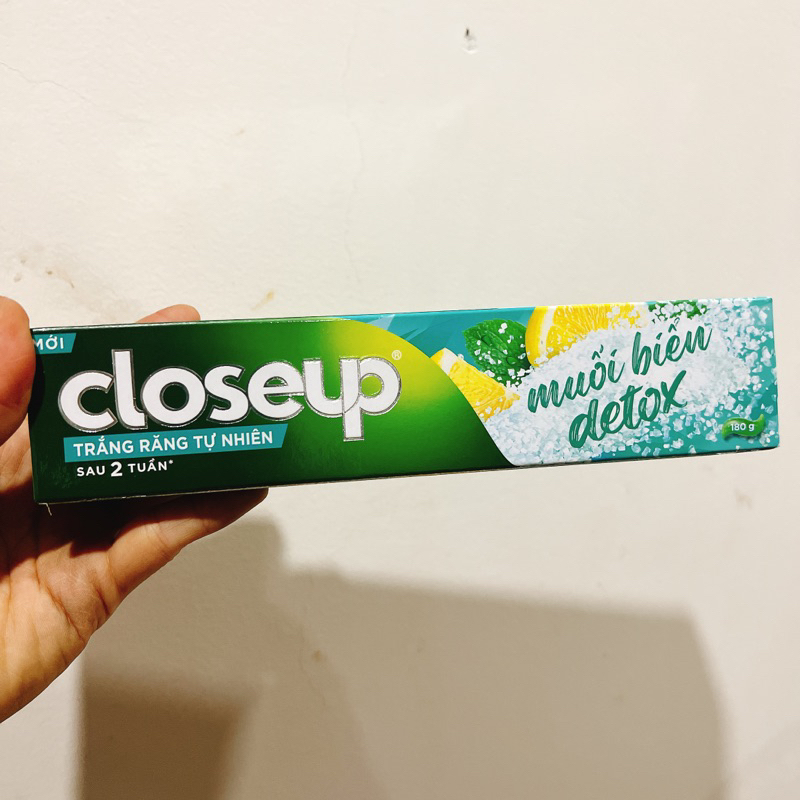 MỚI
closeup®
TRẮNG RĂNG TỰ NHIÊN
SAU 2 TUẦN*
muối biển
detox
180 g